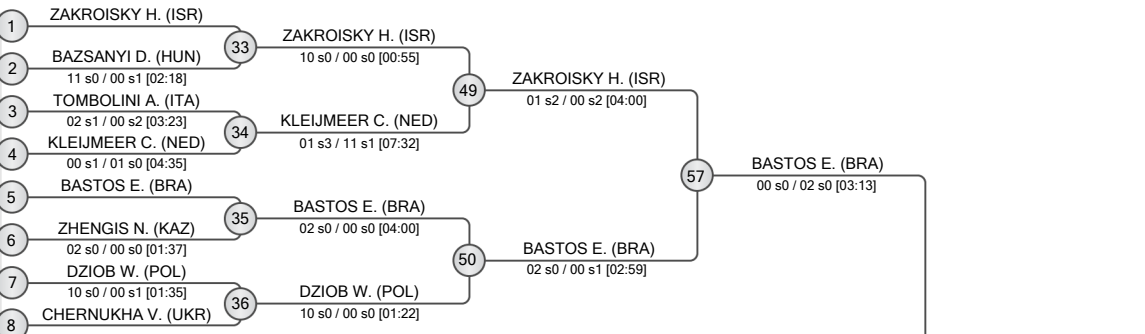 1
ZAKROISKY H. (ISR)
2
BAZSANYI D. (HUN)
11 s0 / 00 s1 [02:18]
33
ZAKROISKY H. (ISR)
10 s0 / 00 s0 [00:55]
3
TOMBOLINI A. (ITA)
02 s1 / 00 s2 [03:23]
4
KLEIJMEER C. (NED)
00 s1 / 01 s0 [04:35]
34
KLEIJMEER C. (NED)
01 s3 / 11 s1 [07:32]
49
ZAKROISKY H. (ISR)
01 s2 / 00 s2 [04:00]
5
BASTOS E. (BRA)
6
ZHENGIS N. (KAZ)
02 s0 / 00 s0 [01:37]
35
BASTOS E. (BRA)
02 s0 / 00 s0 [04:00]
7
DZIOB W. (POL)
10 s0 / 00 s1 [01:35]
8
CHERNUKHA V. (UKR)
36
DZIOB W. (POL)
10 s0 / 00 s0 [01:22]
50
BASTOS E. (BRA)
02 s0 / 00 s1 [02:59]
57
BASTOS E. (BRA)
00 s0 / 02 s0 [03:13]